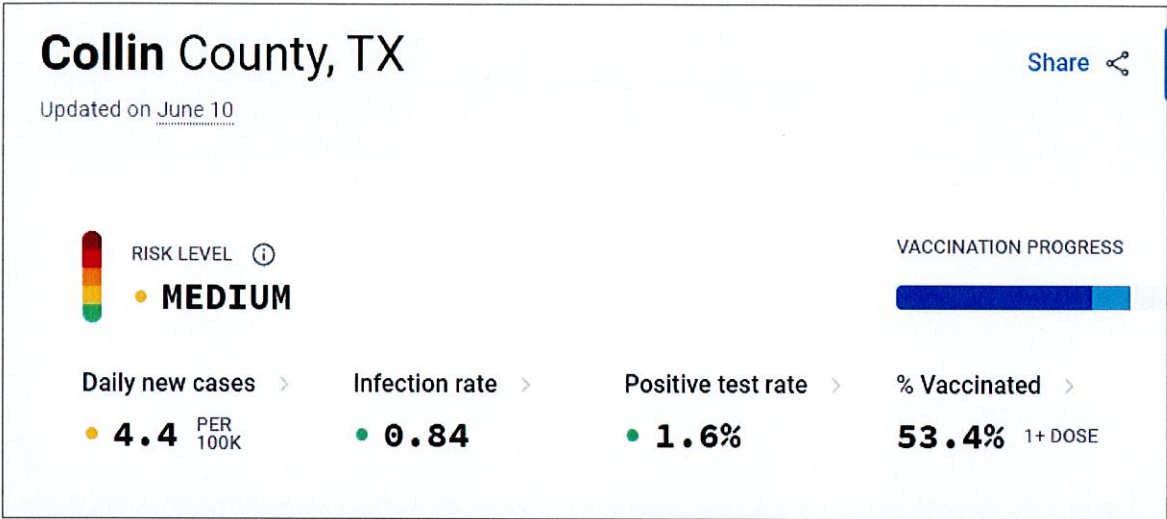 Collin County, TX
Share
Updated on June 10
RISK LEVEL
MEDIUM
VACCINATION PROGRESS
Daily new cases
4.4 PER 100K
Infection rate
0.84
Positive test rate
1.6%
% Vaccinated
53.4% 1+ DOSE